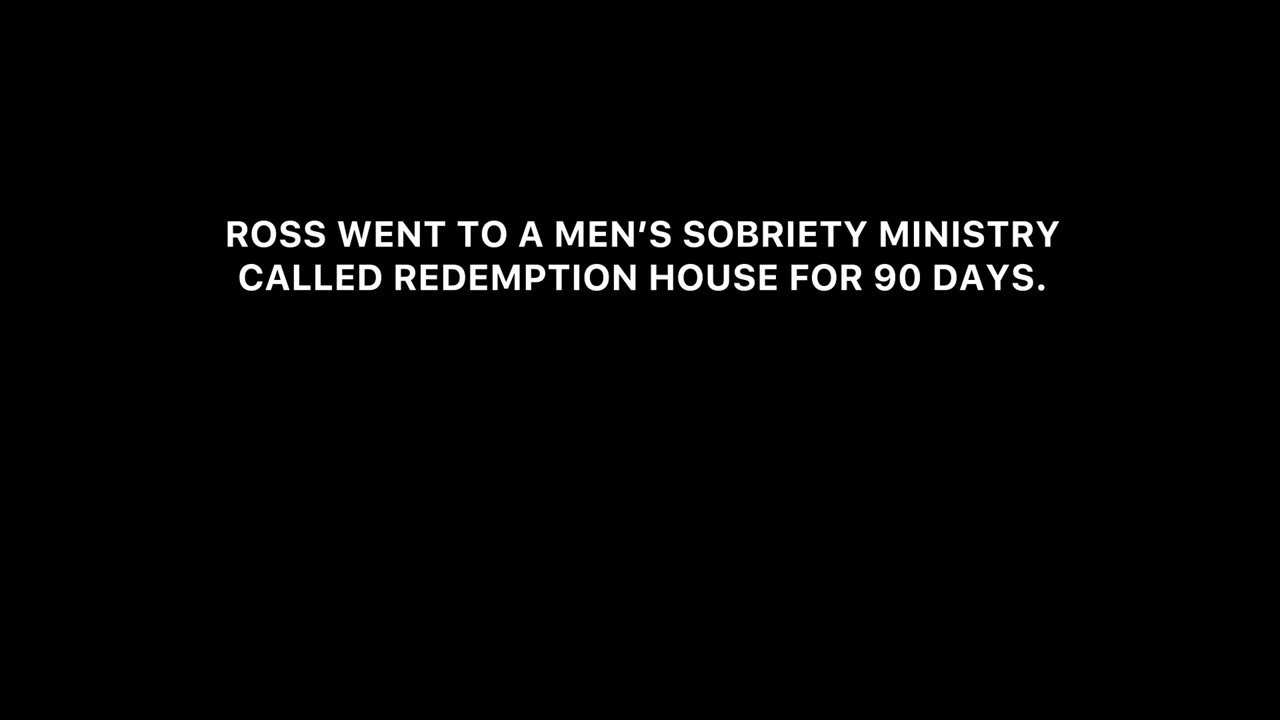 ROSS WENT TO A MEN’S SOBRIETY MINISTRY
CALLED REDEMPTION HOUSE FOR 90 DAYS.